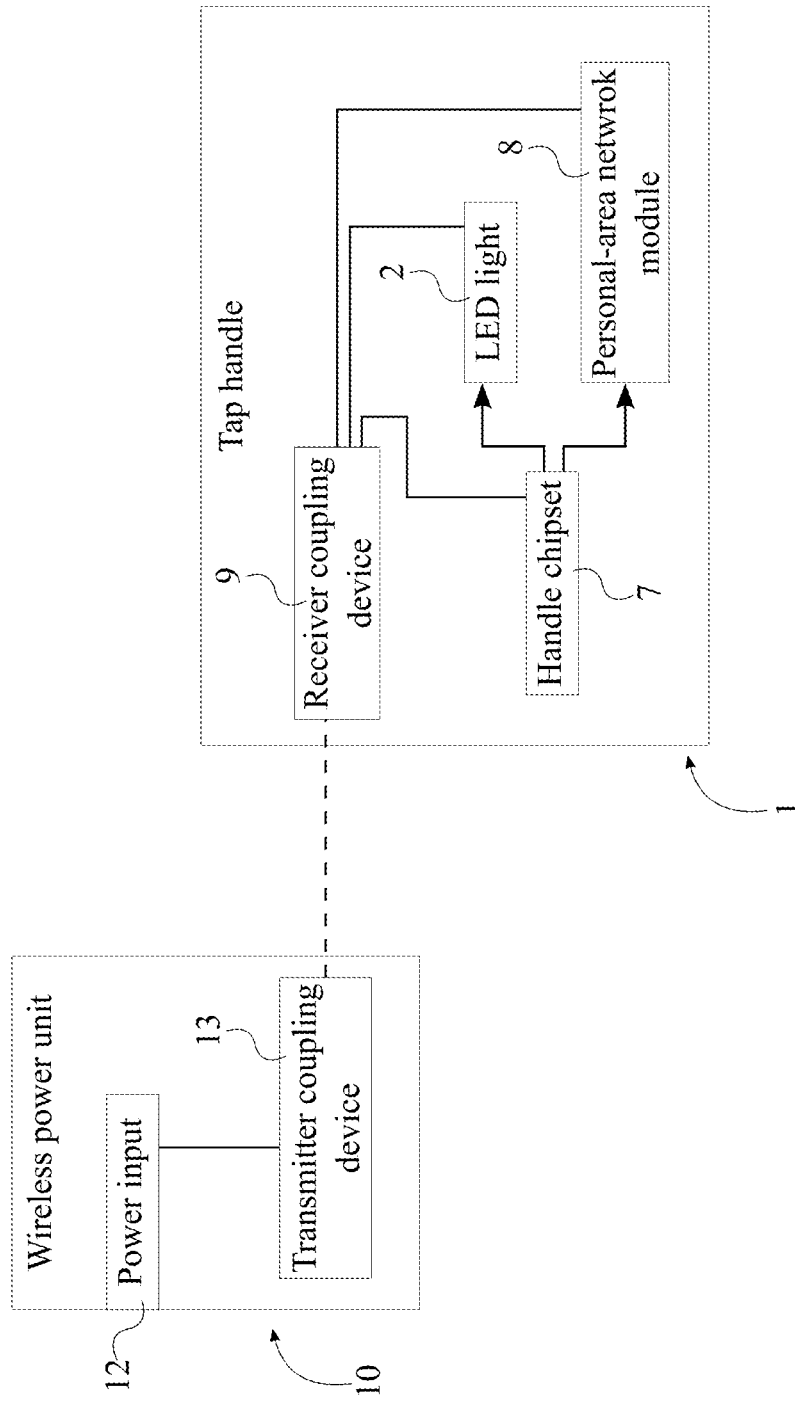 Wireless power unit
12
Power input
13
Transmitter coupling
device
10
Tap handle
9
Receiver coupling
device
2
LED light
8
Personal-area netwrok
module
Handle chipset
7
1